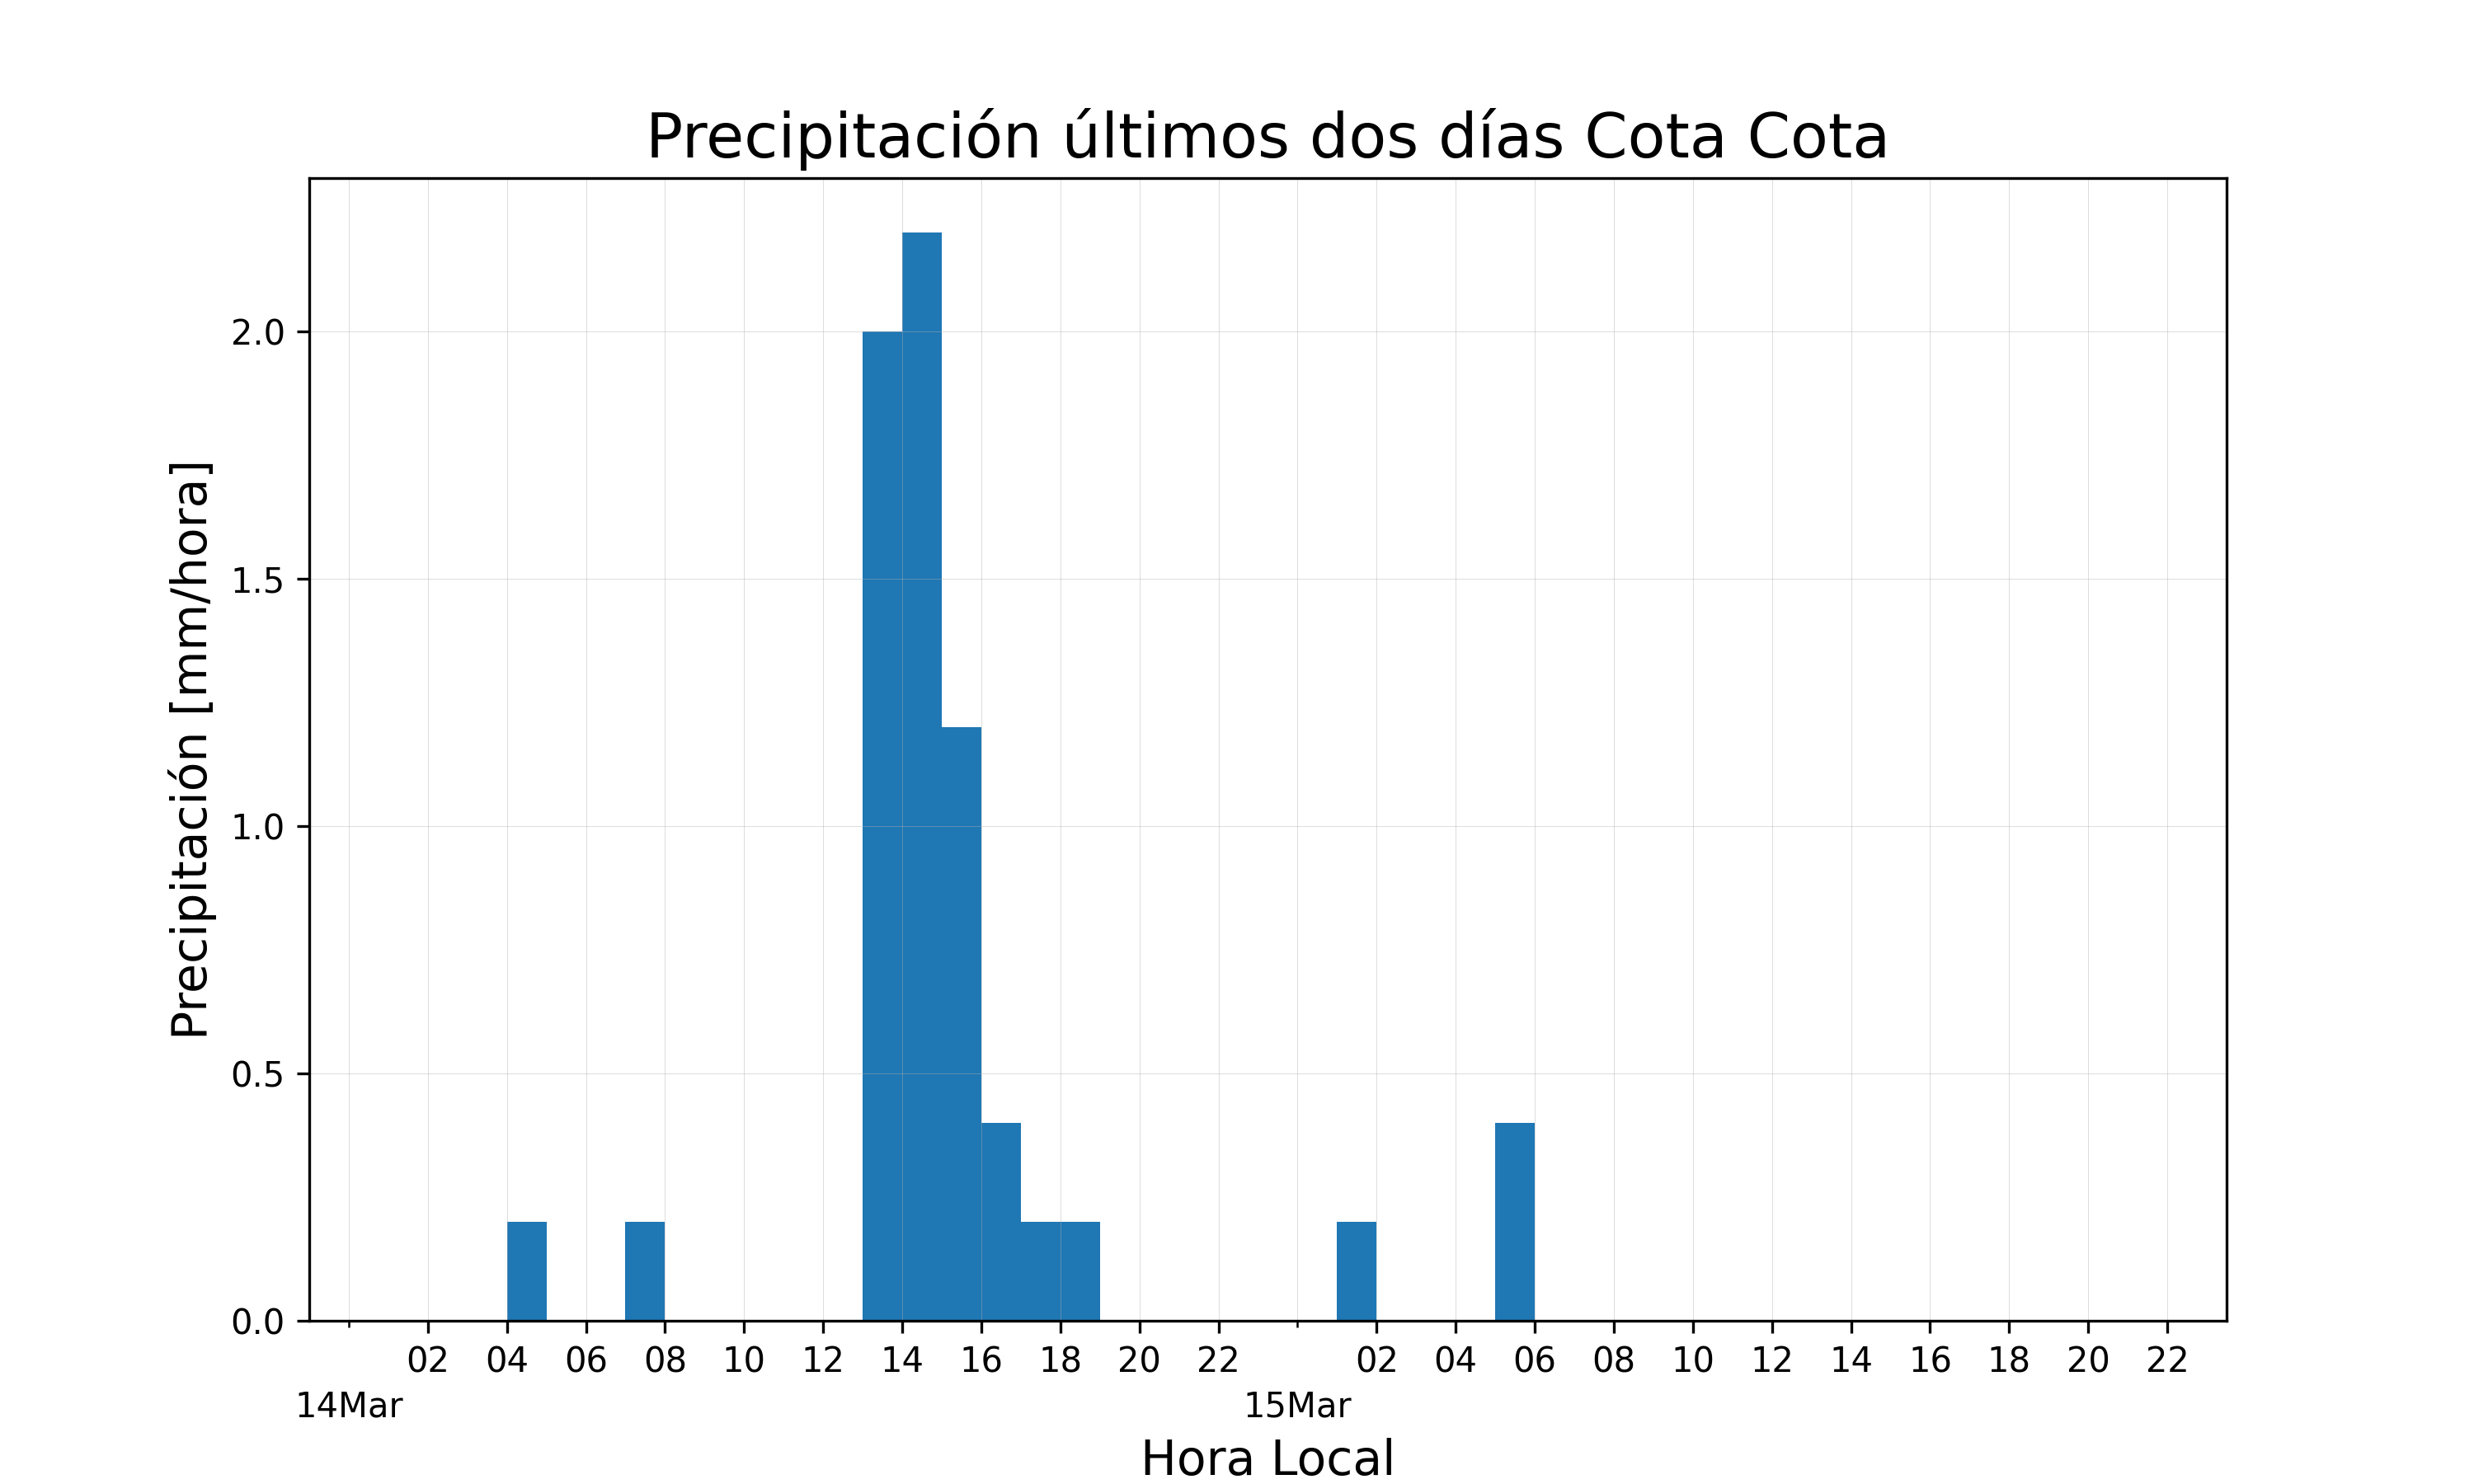 Precipitación últimos dos días Cota Cota
Precipitación [mm/hora]
2.0
1.5
1.0
0.5
0.0
02 04 06 08 10 12 14 16 18 20 22 02 04 06 08 10 12 14 16 18 20 22
14Mar 15Mar
Hora Local